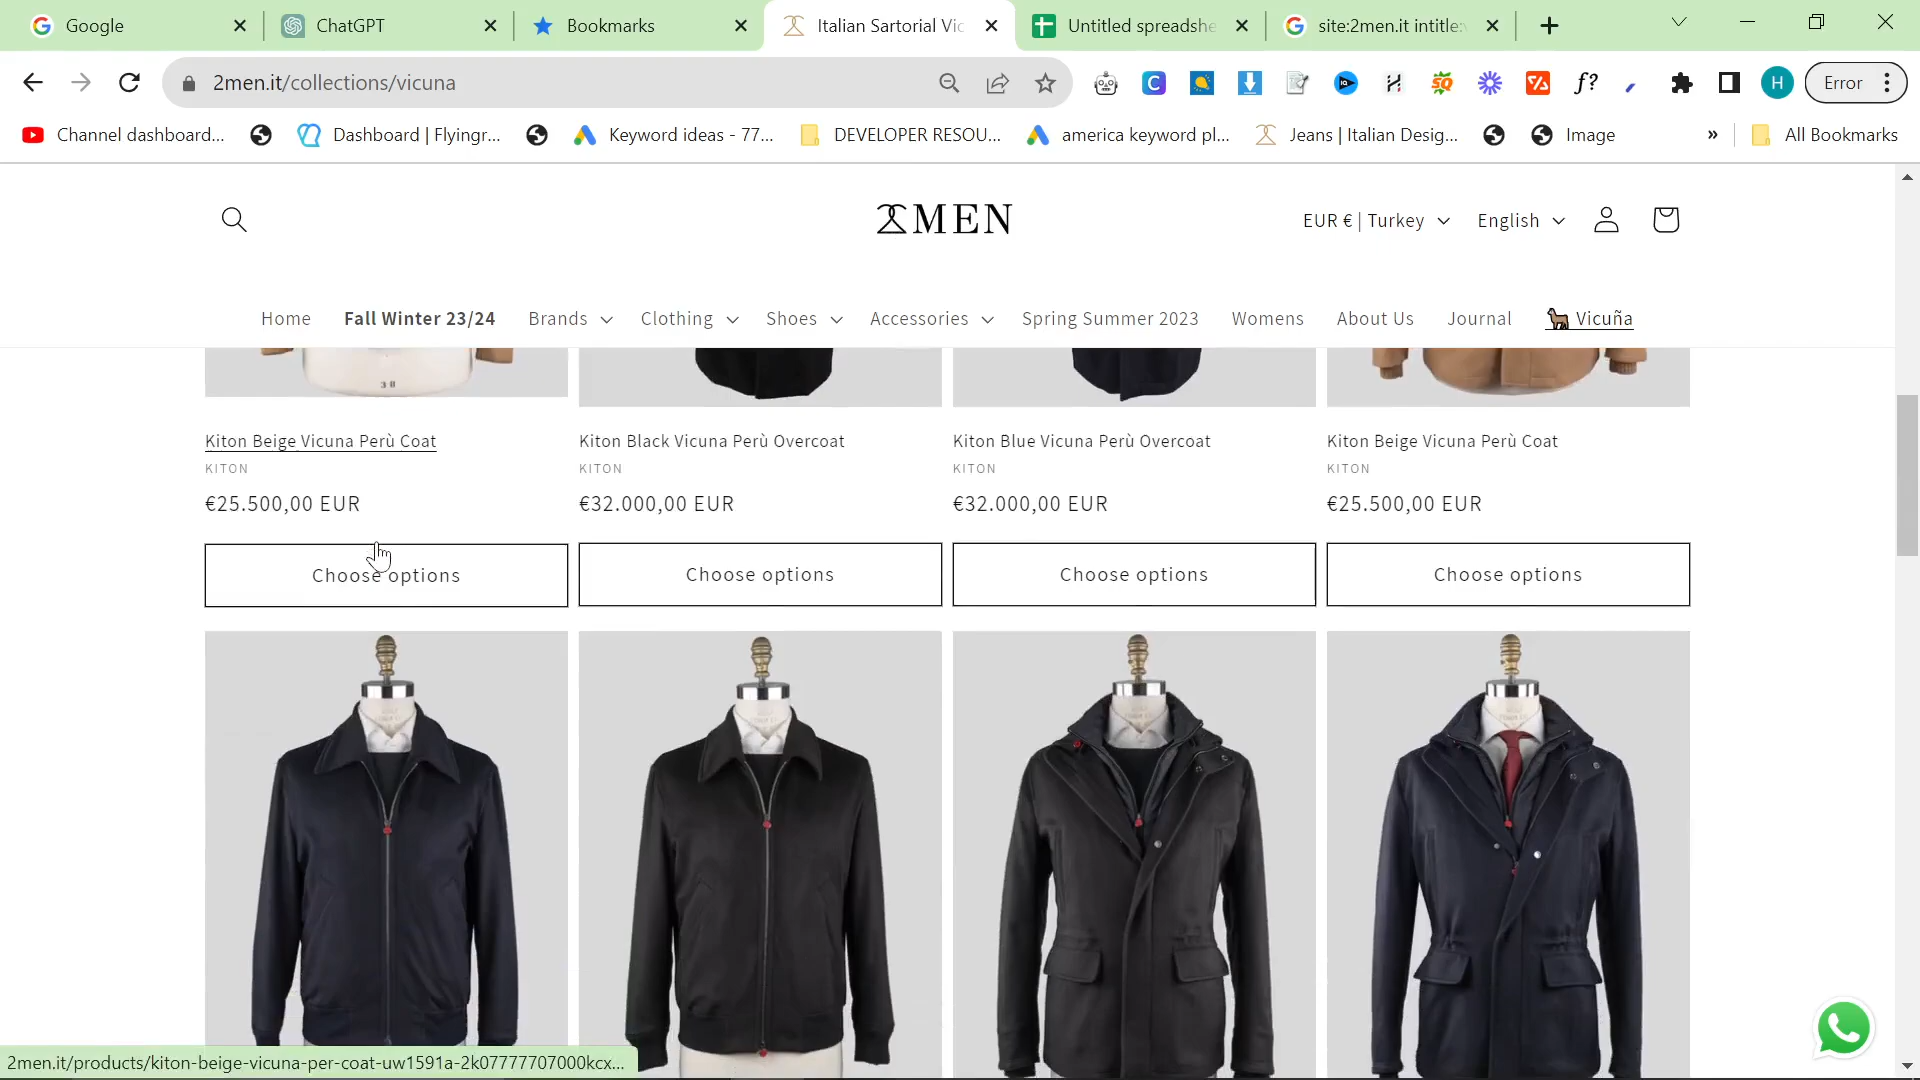 Google
ChatGPT
Bookmarks
Italian Sartorial Vic
Untitled spreadshe
site:2men.it intitle:
2men.it/collections/vicuna
Error
Channel dashboard...
Dashboard | Flyingr...
Keyword ideas - 77...
DEVELOPER RESOU...
america keyword pl...
Jeans | Italian Desig...
Image
»
All Bookmarks
MEN
EUR € | Turkey
English
Home
Fall Winter 23/24
Brands
Clothing
Shoes
Accessories
Spring Summer 2023
Womens
About Us
Journal
Vicuña
38
Kiton Beige Vicuna Perù Coat
KITON
€25.500,00 EUR
Choose options
Kiton Black Vicuna Perù Overcoat
KITON
€32.000,00 EUR
Choose options
Kiton Blue Vicuna Perù Overcoat
KITON
€32.000,00 EUR
Choose options
Kiton Beige Vicuna Perù Coat
KITON
€25.500,00 EUR
Choose options
2men.it/products/kiton-beige-vicuna-per-coat-uw1591a-2k07777707000kcx...